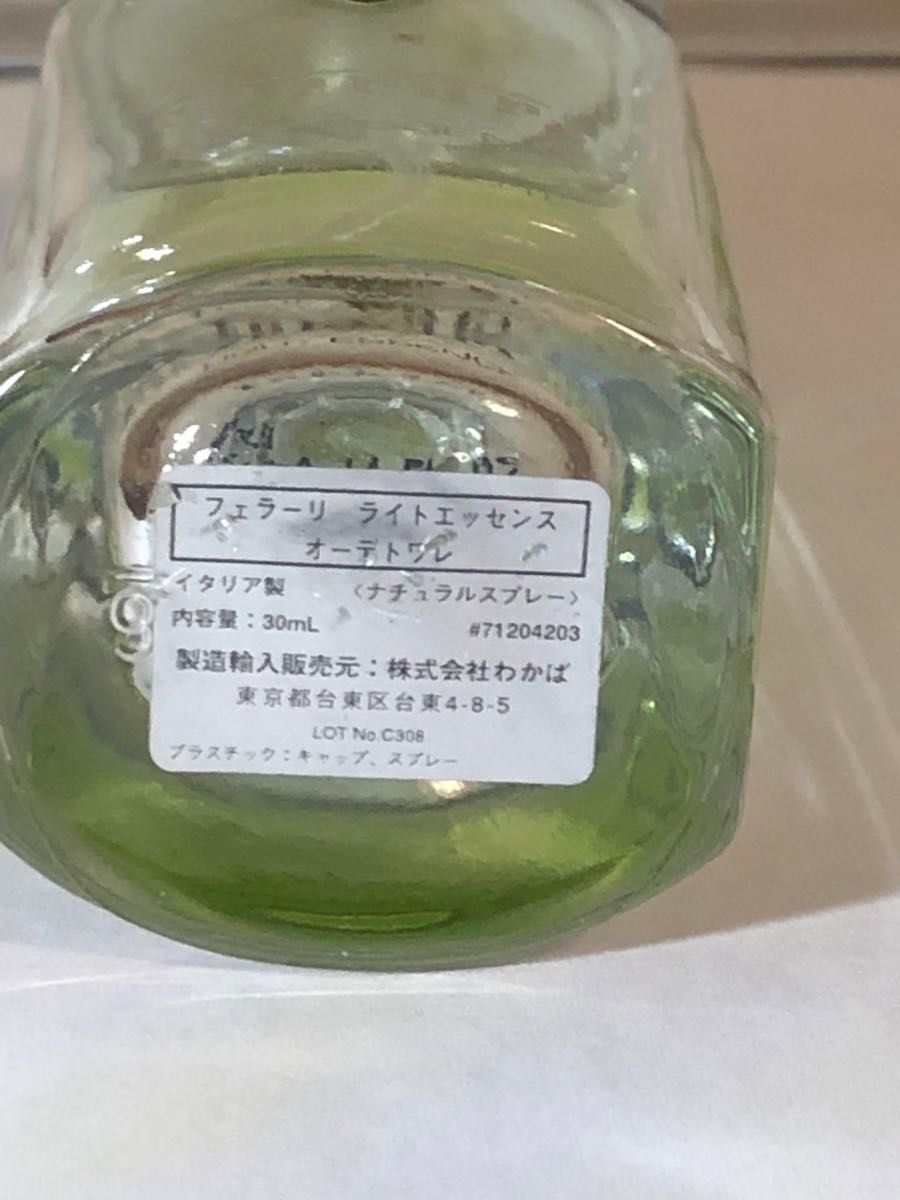 フェラーリ　ライトエッセンス
オーデトワレ
イタリア製　〈ナチュラルスプレー〉
内容量：30mL　#71204203
製造輸入販売元：株式会社わかば
東京都台東区台東4-8-5
LOT No.C308
プラスチック：キャップ、スプレー